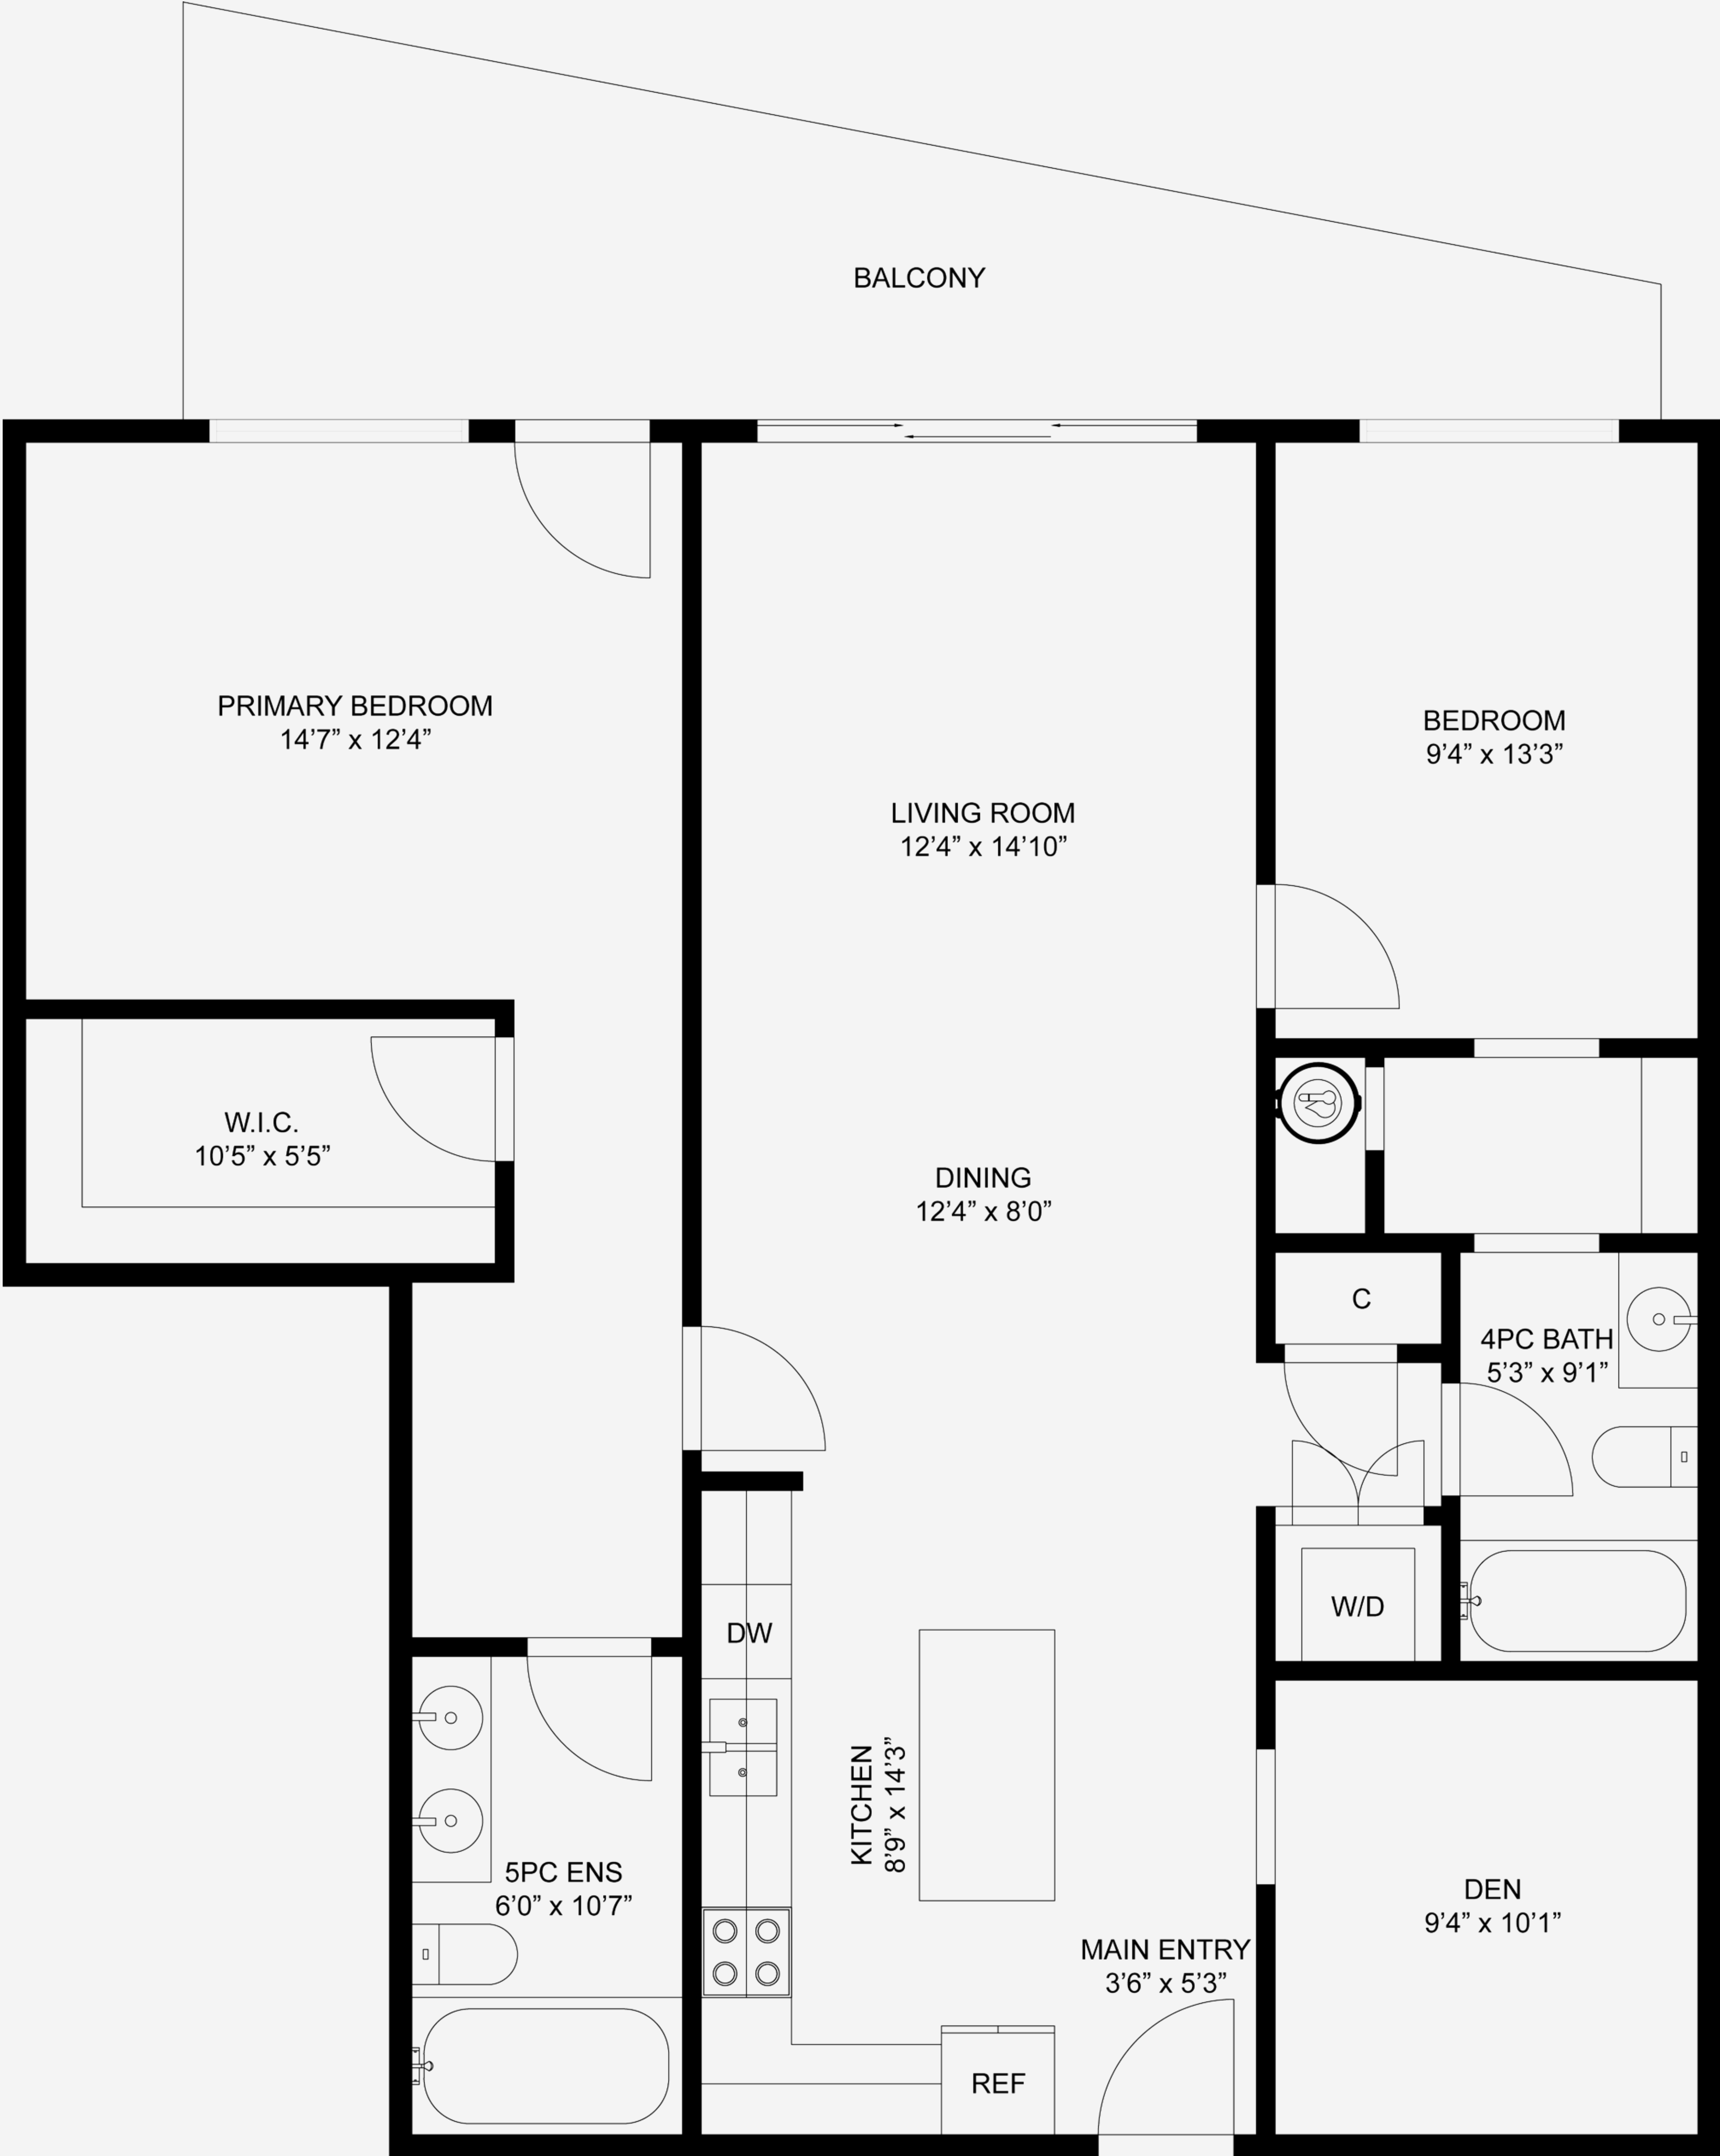 BALCONY
PRIMARY BEDROOM
14’7” x 12’4”
BEDROOM
9’4” x 13’3”
LIVING ROOM
12’4” x 14’10”
W.I.C.
10’5” x 5’5”
DINING
12’4” x 8’0”
C
4PC BATH
5’3” x 9’1”
W/D
DW
KITCHEN
8’9” x 14’3”
5PC ENS
6’0” x 10’7”
DEN
9’4” x 10’1”
MAIN ENTRY
3’6” x 5’3”
REF